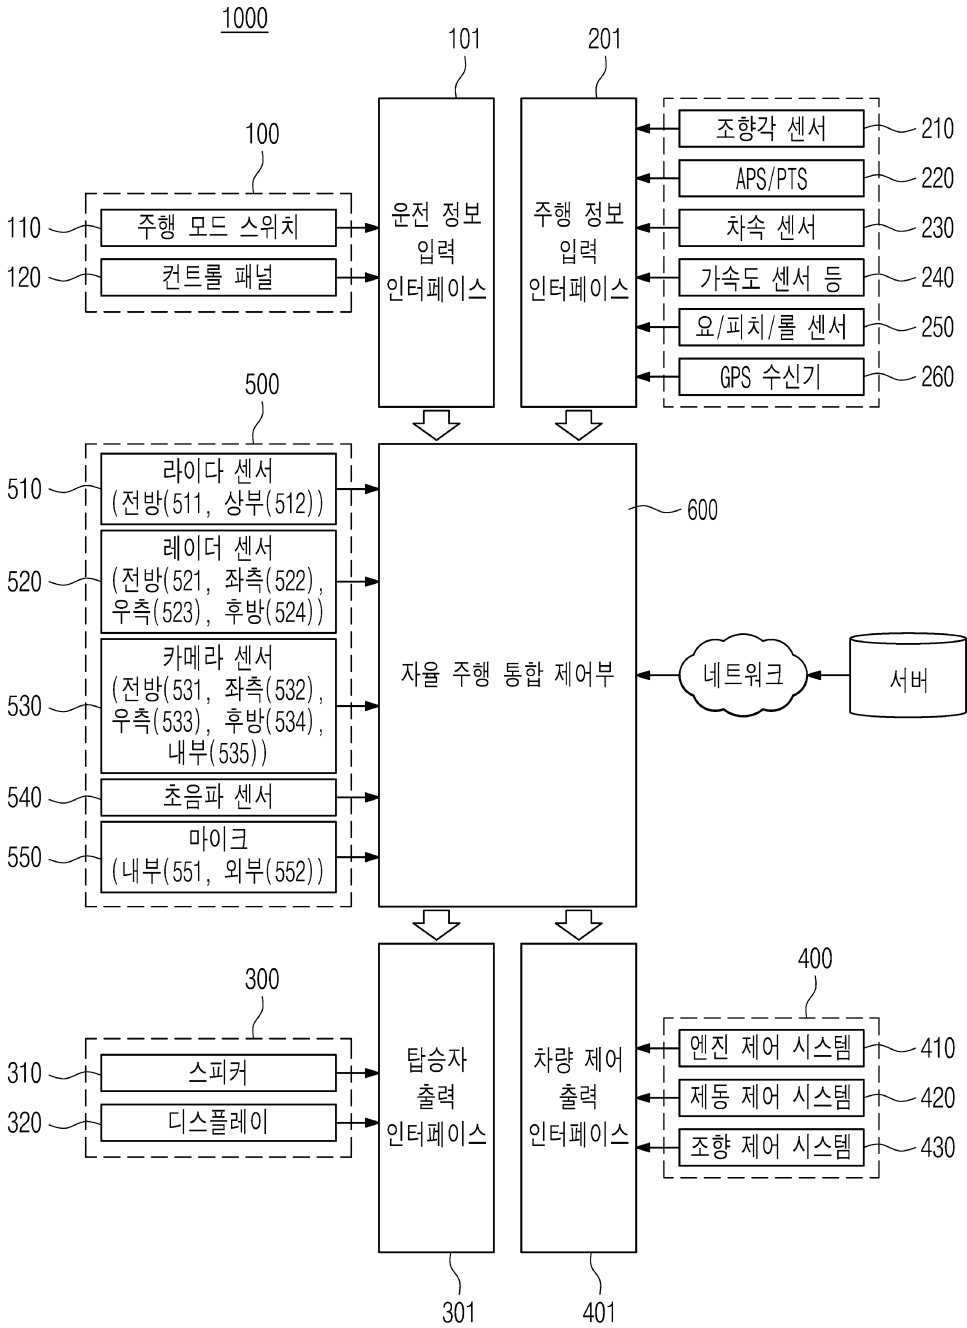 1000
101
201
100
110
주행 모드 스위치
120
컨트롤 패널
운전 정보
입력
인터페이스
주행 정보
입력
인터페이스
조향각 센서
210
APS/PTS
220
차속 센서
230
가속도 센서 등
240
요/피치/롤 센서
250
GPS 수신기
260
500
510
라이다 센서
(전방(511, 상부(512))
520
레이더 센서
(전방(521, 좌측(522),
우측(523), 후방(524))
530
카메라 센서
(전방(531, 좌측(532),
우측(533), 후방(534),
내부(535))
540
초음파 센서
550
마이크
(내부(551, 외부(552))
600
자율 주행 통합 제어부
네트워크
서버
300
310
스피커
320
디스플레이
탑승자
출력
인터페이스
차량 제어
출력
인터페이스
400
엔진 제어 시스템
410
제동 제어 시스템
420
조향 제어 시스템
430
301
401